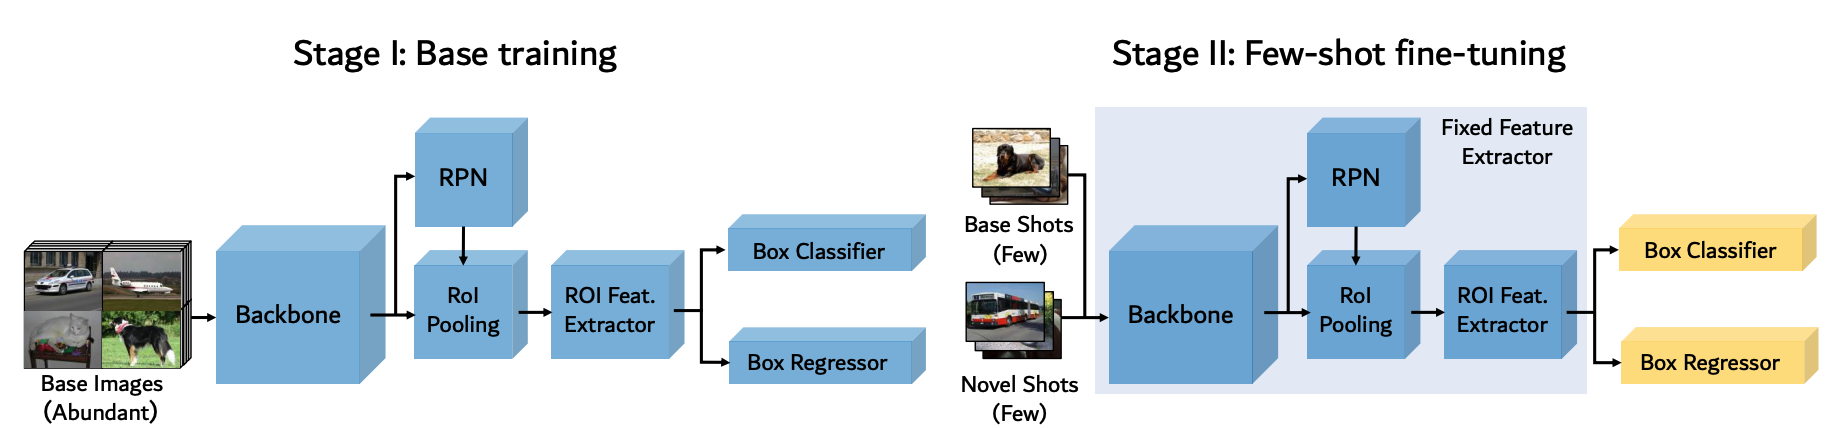 Stage I: Base training
RPN
Backbone
RoI
Pooling
ROI Feat.
Extractor
Box Classifier
Box Regressor
Base Images
(Abundant)
Stage II: Few-shot fine-tuning
Fixed Feature
Extractor
Base Shots
(Few)
Novel Shots
(Few)
RPN
Backbone
RoI
Pooling
ROI Feat.
Extractor
Box Classifier
Box Regressor